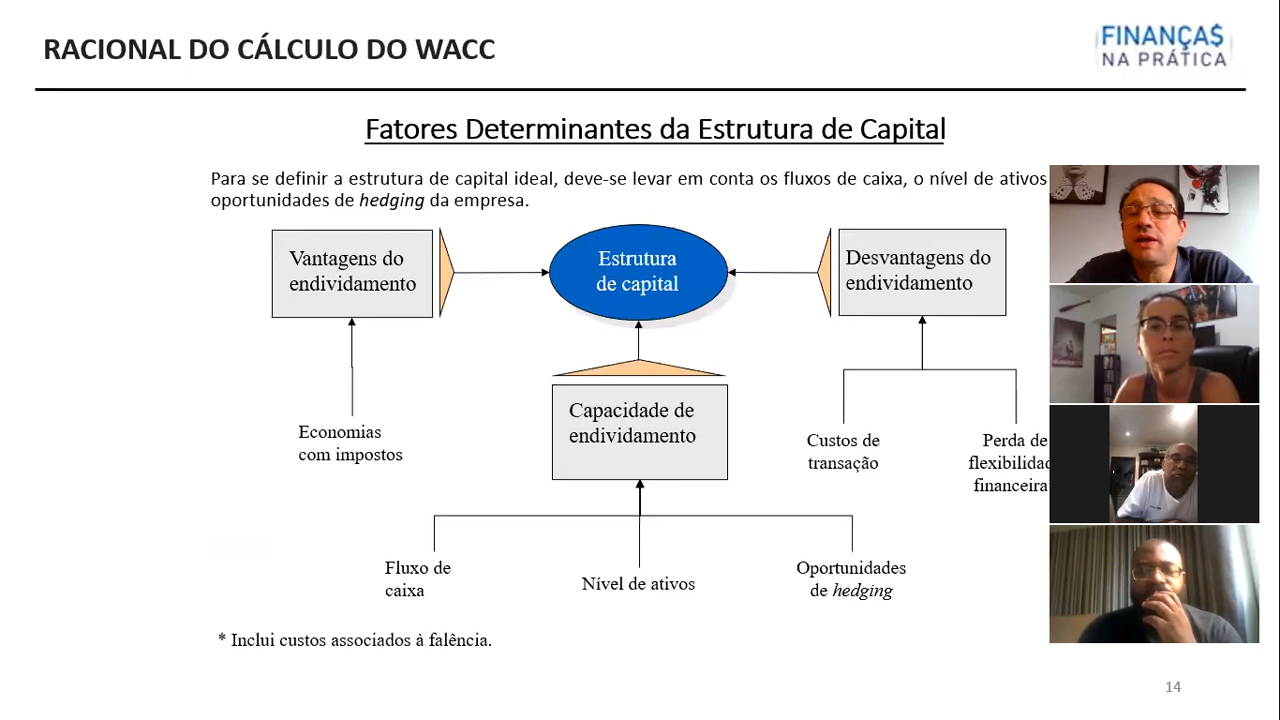 RACIONAL DO CÁLCULO DO WACC
FINANÇA$
NA PRÁTICA
Fatores Determinantes da Estrutura de Capital
Para se definir a estrutura de capital ideal, deve-se levar em conta os fluxos de caixa, o nível de ativos
oportunidades de hedging da empresa.
Vantagens do
endividamento
Estrutura
de capital
Desvantagens do
endividamento
Capacidade de
endividamento
Economias
com impostos
Custos de
transação
Perda de
financeira
Fluxo de
caixa
Nível de ativos
Oportunidades
de hedging
* Inclui custos associados à falência.
14